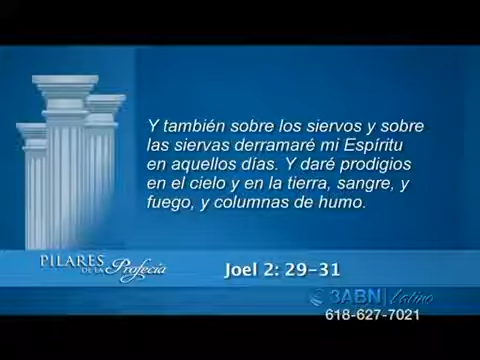 Y también sobre los siervos y sobre
las siervas derramaré mi Espíritu
en aquellos días. Y daré prodigios
en el cielo y en la tierra, sangre, y
fuego, y columnas de humo.
PILARES
DE LA Profecía
Joel 2: 29-31
3ABN Latino
618-627-7021